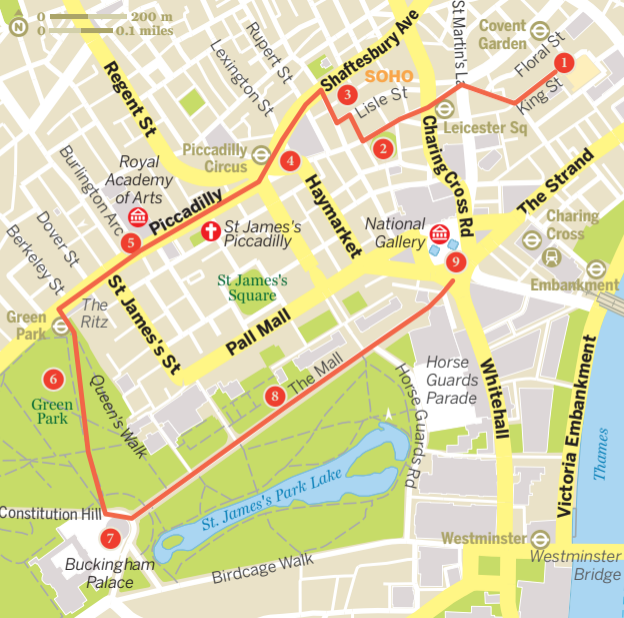 N
0 200 m
0 0.1 miles
Regent St
Lexington St
Rupert St
Shaftesbury Ave
SOHO
3
Lisle St
2
St Martin's L
Covent
Garden
Floral St
1
King St
Leicester Sq
Charing Cross Rd
The Strand
Piccadilly
Circus
4
Haymarket
Royal
Academy
of Arts
Burlington Arc
Piccadilly
5
St James's
Piccadilly
National
Gallery
9
Charing
Cross
Embankment
Dover St
Berkeley St
St James's
Square
The
Ritz
Green
Park
St James's St
Pall Mall
6
Green
Park
Queen's Walk
8
The Mall
Horse
Guards
Parade
Horse Guards Rd
Whitehall
Victoria Embankment
Thames
St. James's Park Lake
Constitution Hill
7
Buckingham
Palace
Birdcage Walk
Westminster
Westminster
Bridge